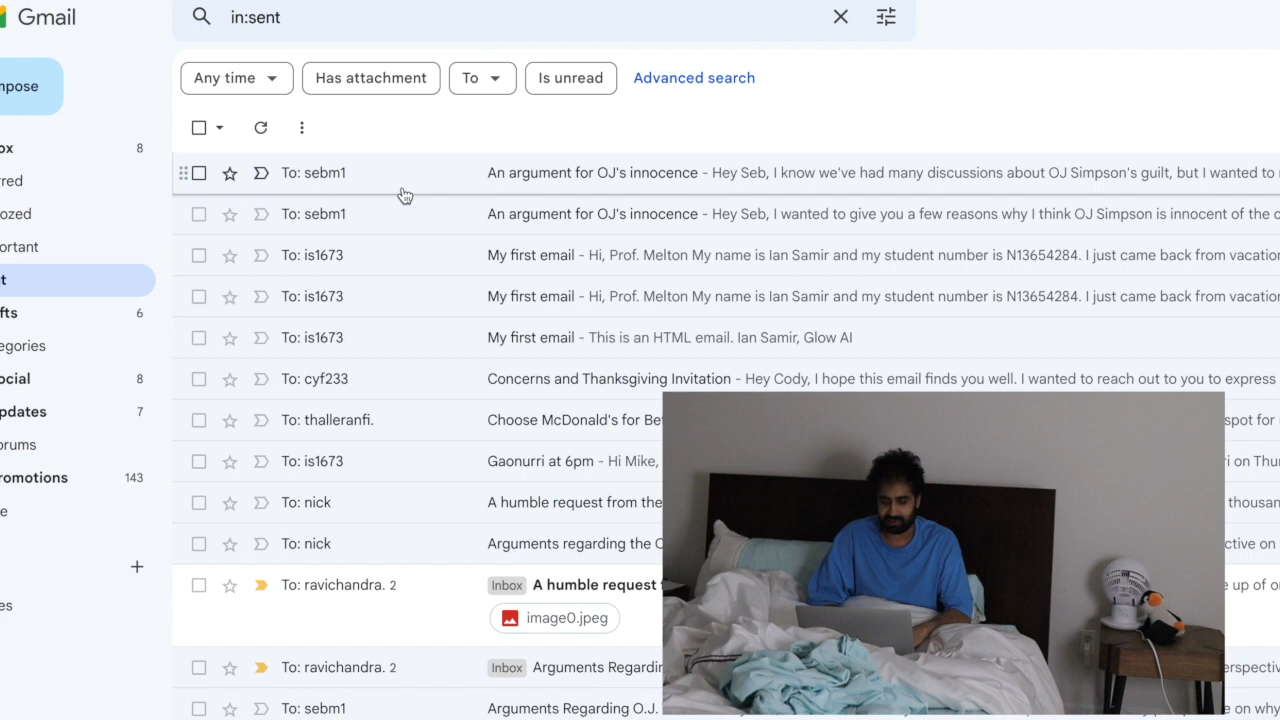 Gmail
in:sent
mpose
Any time
Has attachment
To
Is unread
Advanced search
ox 8
red
ozed
ortant
t
fts 6
egories
ocial 8
pdates 7
orums
romotions 143
e
es
To: sebm1 An argument for OJ's innocence - Hey Seb, I know we've had many discussions about OJ Simpson's guilt, but I wanted to
To: sebm1 An argument for OJ's innocence - Hey Seb, I wanted to give you a few reasons why I think OJ Simpson is innocent of the c
To: is1673 My first email - Hi, Prof. Melton My name is Ian Samir and my student number is N13654284. I just came back from vacation
To: is1673 My first email - Hi, Prof. Melton My name is Ian Samir and my student number is N13654284. I just came back from vacation
To: is1673 My first email - This is an HTML email. Ian Samir, Glow AI
To: cyf233 Concerns and Thanksgiving Invitation - Hey Cody, I hope this email finds you well. I wanted to reach out to you to express
To: thalleranfi. Choose McDonald's for Be spot for
To: is1673 Gaonurri at 6pm - Hi Mike, ri on Thu
To: nick A humble request from the thousan
To: nick Arguments regarding the C ctive on
To: ravichandra. 2 Inbox A humble request e up of o
image0.jpeg
To: ravichandra. 2 Inbox Arguments Regardi erspectiv
To: sebm1 Arguments Regarding O.J. e on why